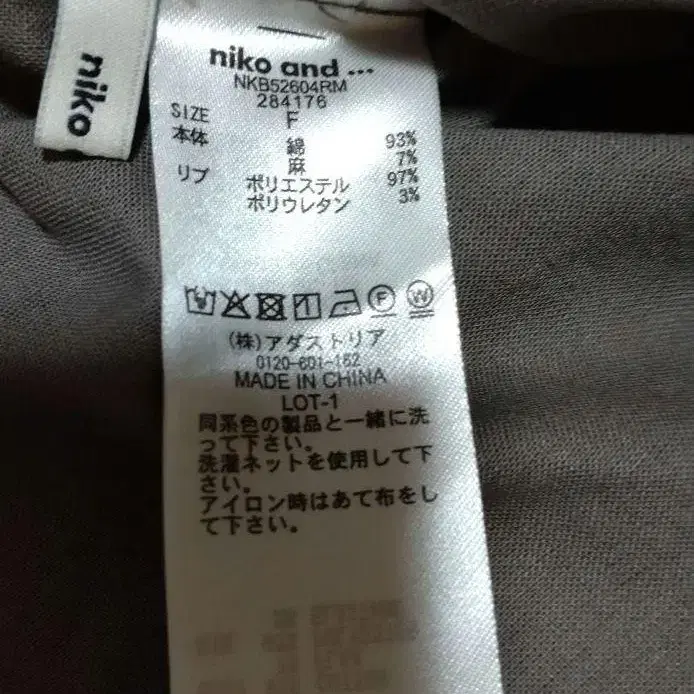 niko
niko and ...
NKB52604RM
284176
SIZE F
本体 綿 93%
麻 7%
リブ ポリエステル 97%
ポリウレタン 3%
(株)アダストリア
0120-601-162
MADE IN CHINA
LOT-1
同系色の製品と一緒に洗
って下さい。
洗濯ネットを使用して下
さい。
アイロン時はあて布をし
て下さい。